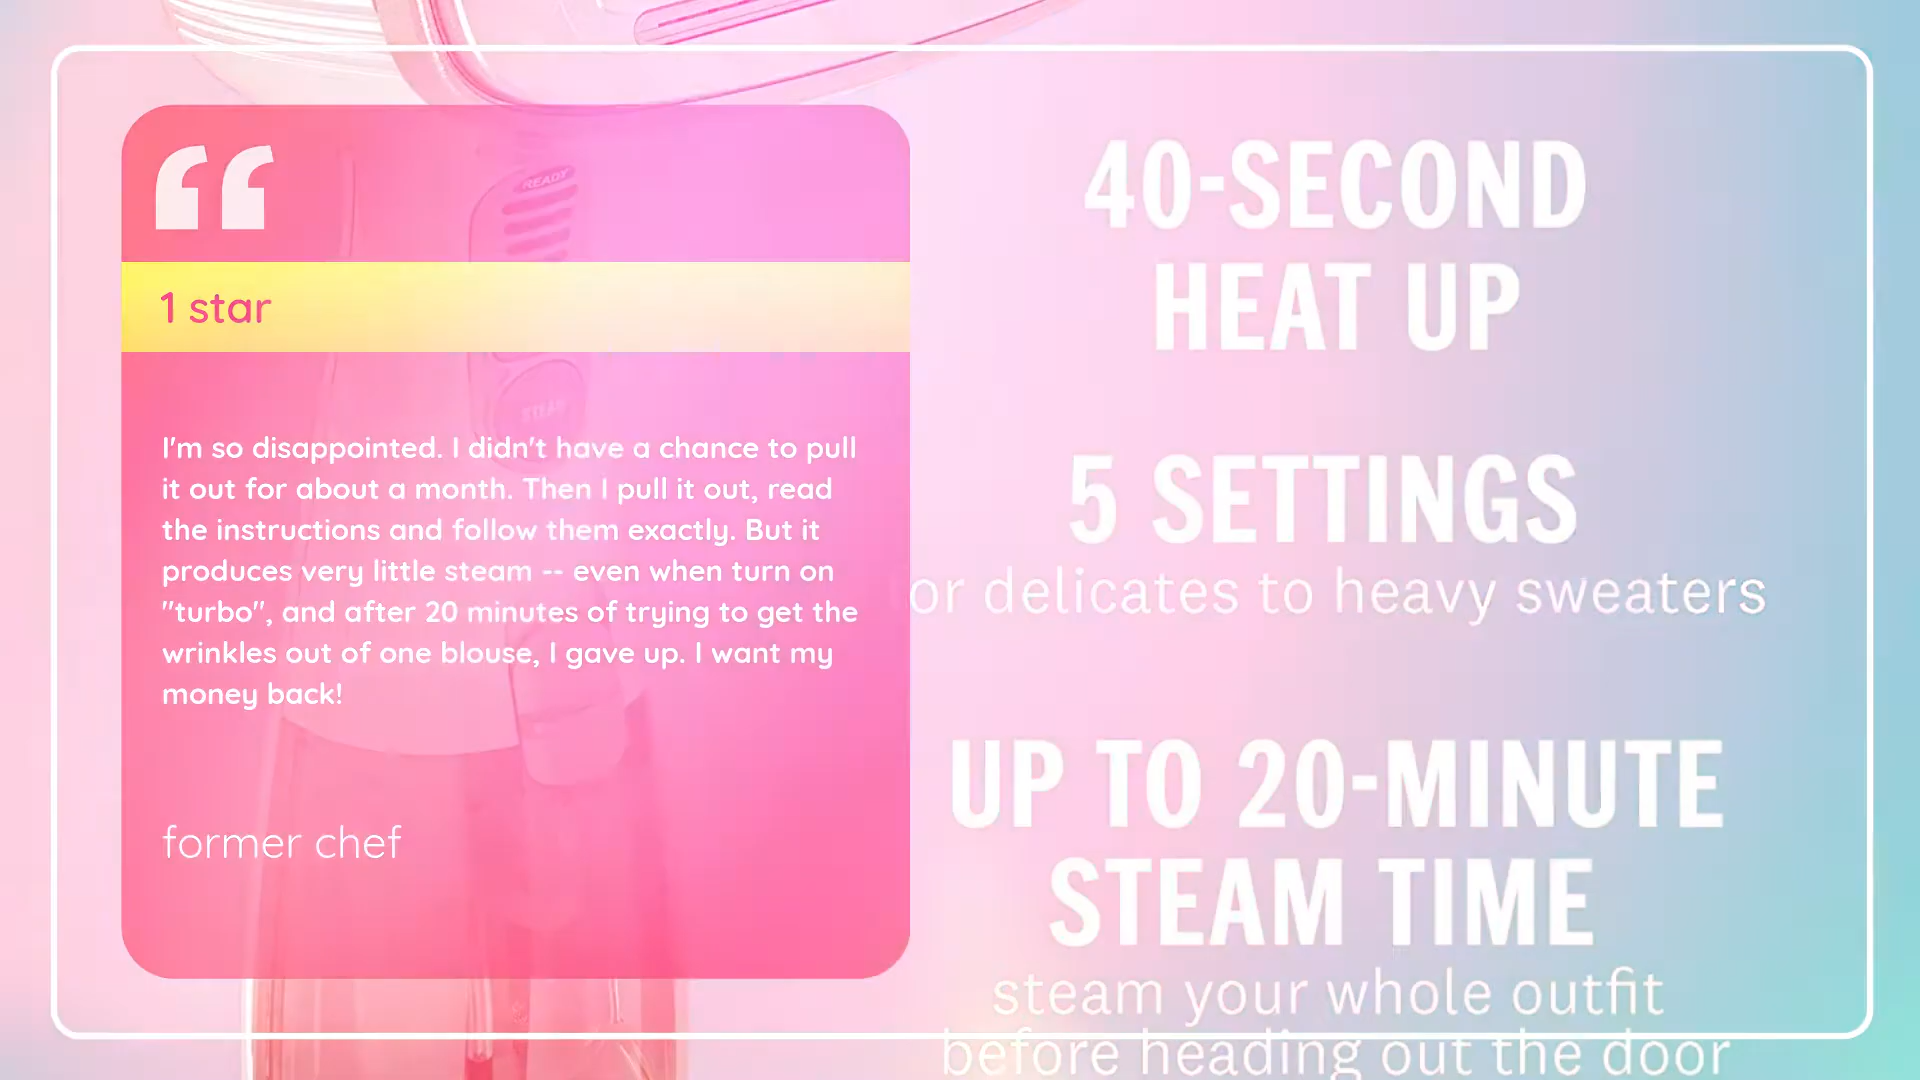 READY
1 star
STEAM
I'm so disappointed. I didn't have a chance to pull
it out for about a month. Then I pull it out, read
the instructions and follow them exactly. But it
produces very little steam -- even when turn on
"turbo", and after 20 minutes of trying to get the
wrinkles out of one blouse, I gave up. I want my
money back!
former chef
40-SECOND
HEAT UP
5 SETTINGS
or delicates to heavy sweaters
UP TO 20-MINUTE
STEAM TIME
steam your whole outfit
before heading out the door